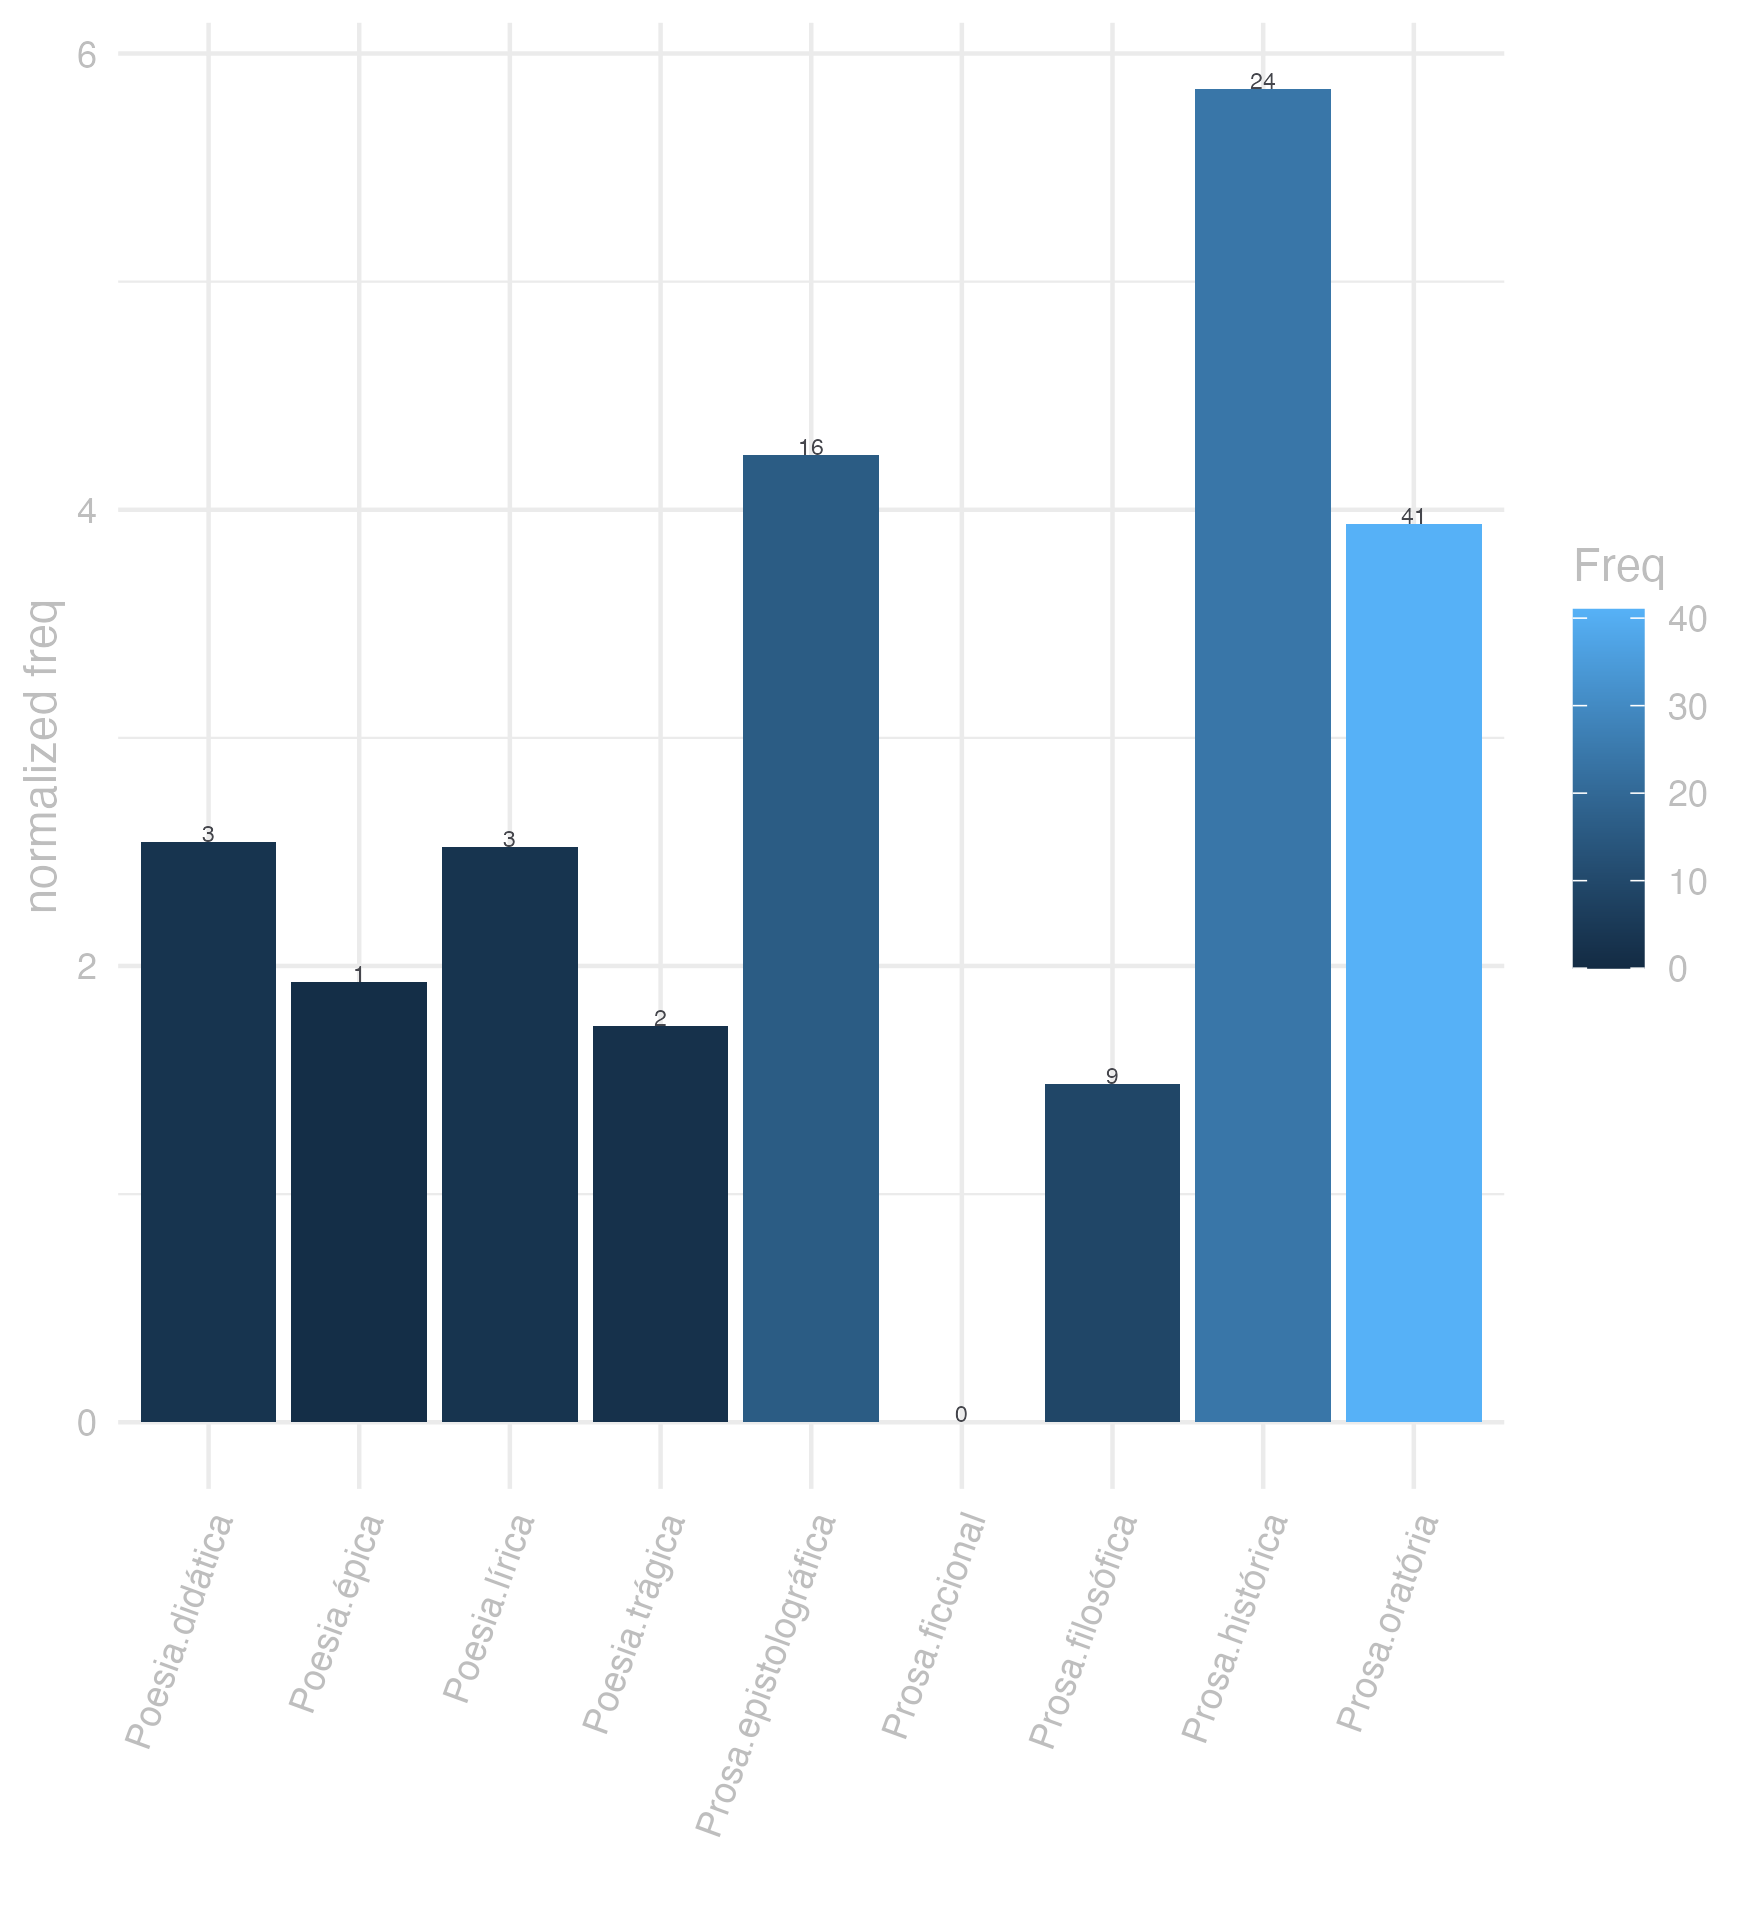 6
4
2
0
normalized freq
3
1
3
2
16
0
9
24
41
Poesia.didática
Poesia.épica
Poesia.lírica
Poesia.trágica
Prosa.epistolográfica
Prosa.ficcional
Prosa.filosófica
Prosa.histórica
Prosa.oratória
Freq
40
30
20
10
0